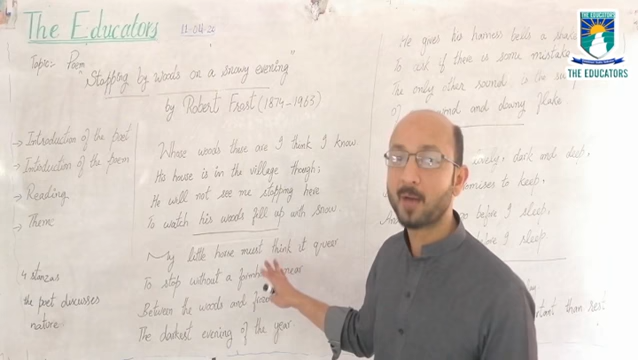 The Educators
11-04-20
THE EDUCATORS
Topic: Poem
"Stopping by woods on a snowy evening"
by Robert Frost (1874-1963)
→ Introduction of the poet
→ Introduction of the poem
→ Reading
→ Theme
4 stanzas
the poet discusses
nature
Whose woods these are I think I know
His house is in the village though;
He will not see me stopping here
To watch his woods fill up with snow
My little horse must think it queer
To stop without a near
Between the woods and
The darkest evening of the year
He gives his harness bells a shake
To ask if there is some mistake
The only other sound is the
of and downy flake
dark and deep,
to keep,
before I sleep,
before I sleep
than rest